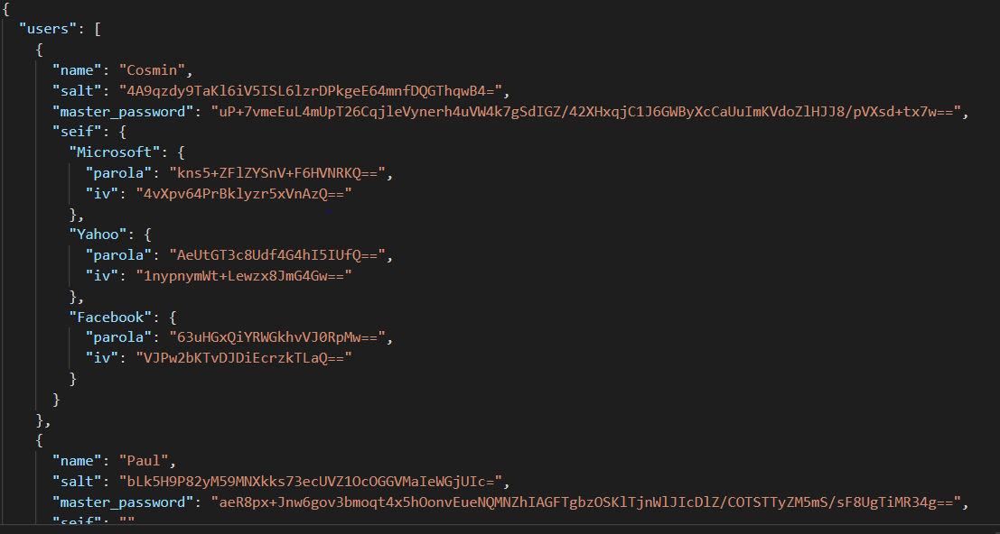 {
"users": [
{
"name": "Cosmin",
"salt": "4A9qzdy9TaKl6iV5ISL6lzrDPkgeE64mnfDQGThqwB4=",
"master_password": "uP+7vmeEuL4mUpT26CqjleVynerh4uVW4k7gSdIGZ/42XHxqjC1J6GWByXcCaUuImKVdoZlHJJ8/pVXsd+tx7w==",
"seif": {
"Microsoft": {
"parola": "kns5+ZFlZYSnV+F6HVNRKQ==",
"iv": "4vXpv64PrBklyzr5xVnAzQ=="
},
"Yahoo": {
"parola": "AeUtGT3c8Udf4G4hI5IUfQ==",
"iv": "1nypnymWt+Lewzx8JmG4Gw=="
},
"Facebook": {
"parola": "63uHGxQiYRWGkhvVJ0RpMw==",
"iv": "VJPw2bKTvDJDiEcrzkTLaQ=="
}
}
},
{
"name": "Paul",
"salt": "bLk5H9P82yM59MNXkks73ecUVZ1OcOGGVMaIeWGjUIc=",
"master_password": "aeR8px+Jnw6gov3bmoqt4x5hOonvEueNQMNZhIAGFTgbzOSKlTjnWlJIcDlZ/COTSTTyZM5mS/sF8UgTiMR34g==",
"seif": ""